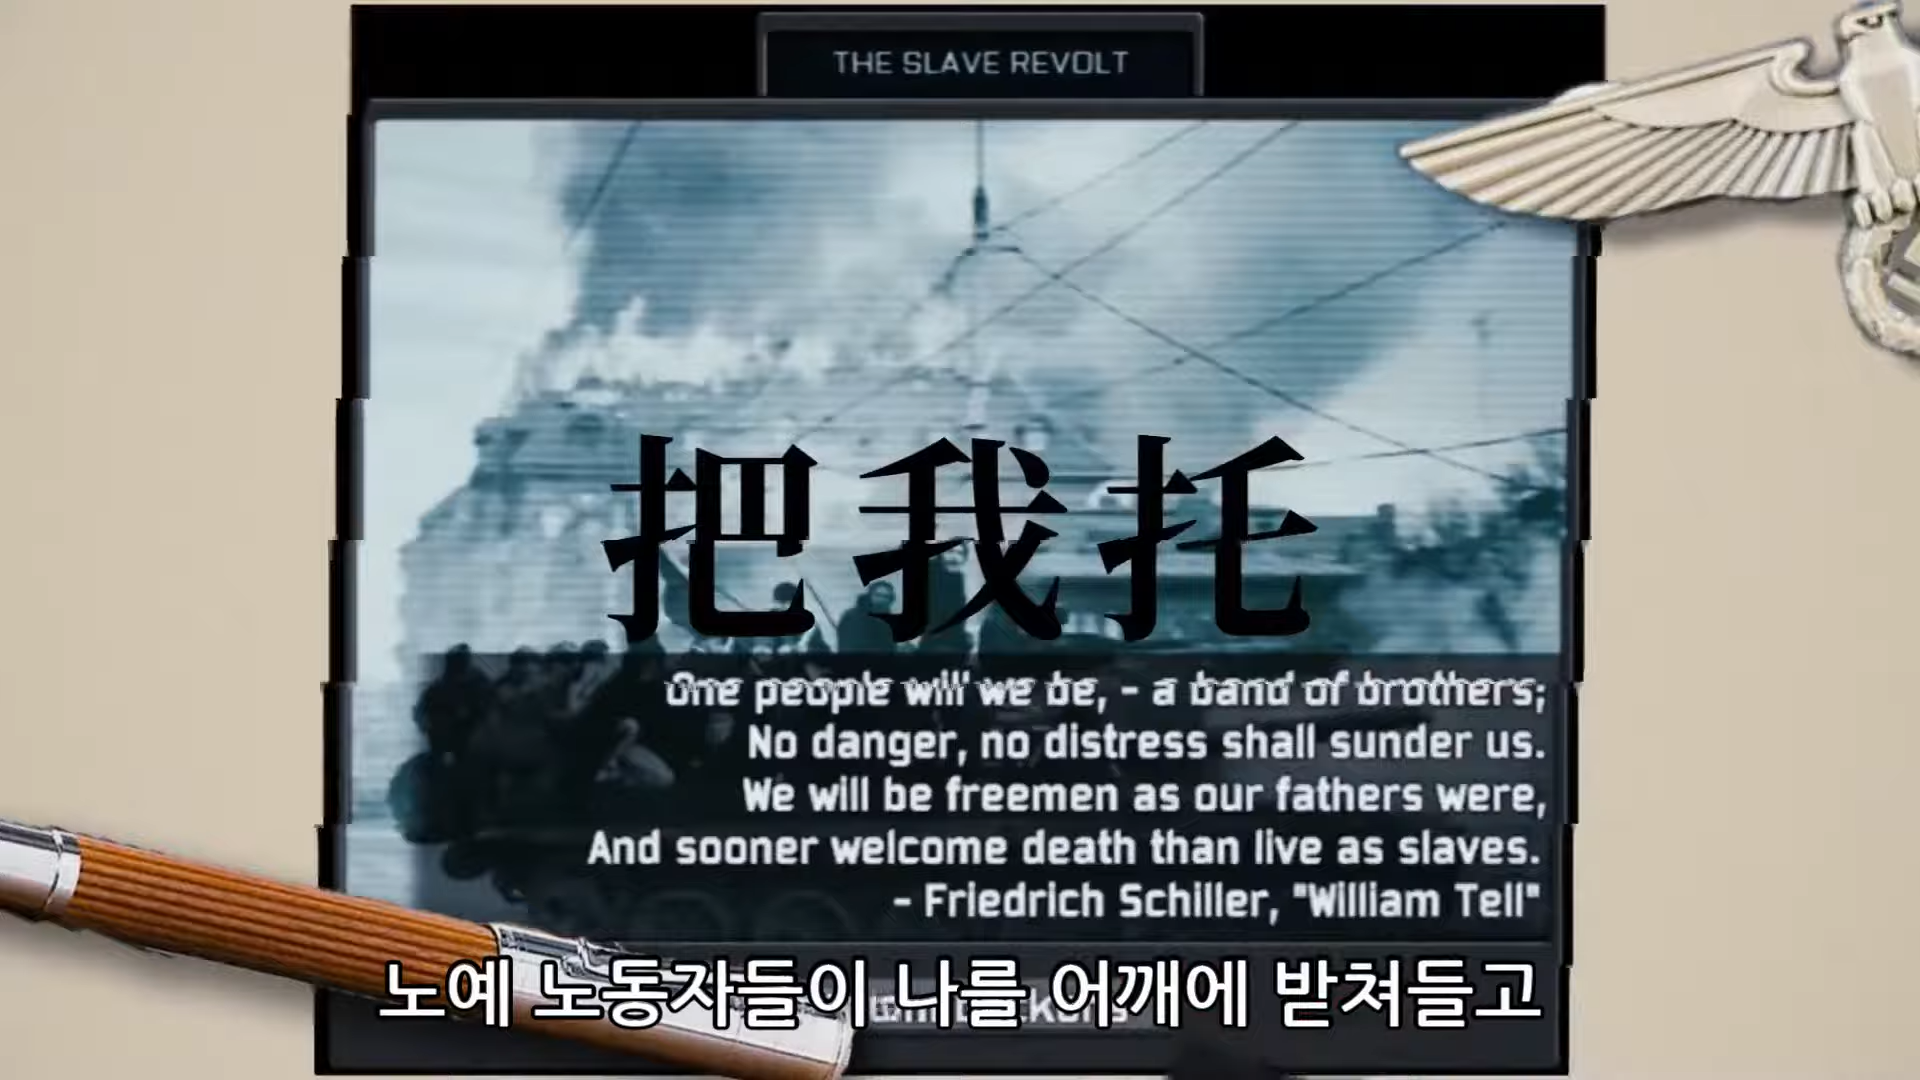 THE SLAVE REVOLT
把我托
One people will we be, - a band of brothers;
No danger, no distress shall sunder us.
We will be freemen as our fathers were,
And sooner welcome death than live as slaves.
- Friedrich Schiller, "William Tell"
노예 노동자들이 나를 어깨에 받쳐들고